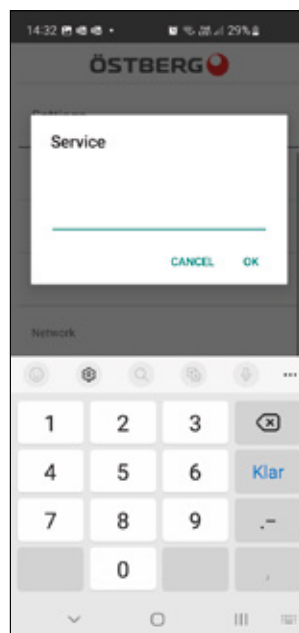 14:32 29%
ÖSTBERG
Settings
Service
CANCEL OK
Network
1 2 3
4 5 6 Klar
7 8 9 .-
0 ,